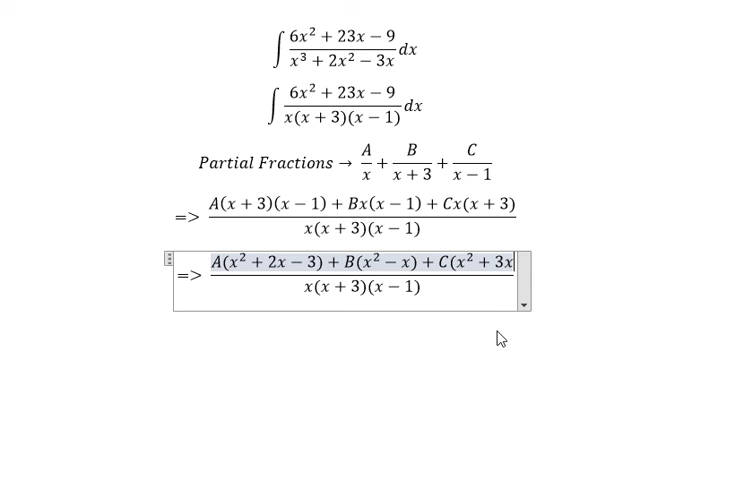 ∫ (6x² + 23x − 9)/(x³ + 2x² − 3x) dx
∫ (6x² + 23x − 9)/(x(x + 3)(x − 1)) dx
Partial Fractions → A/x + B/(x + 3) + C/(x − 1)
=> (A(x + 3)(x − 1) + Bx(x − 1) + Cx(x + 3))/(x(x + 3)(x − 1))
=> (A(x² + 2x − 3) + B(x² − x) + C(x² + 3x)/(x(x + 3)(x − 1))